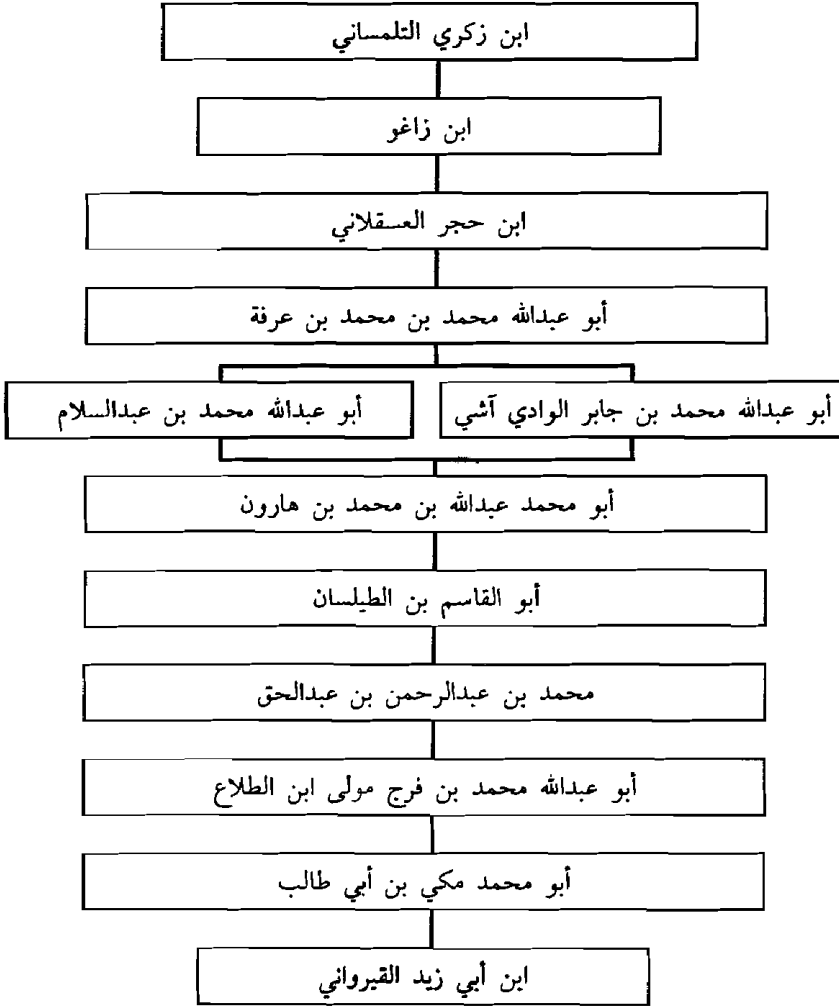 ابن زكري التلمساني
ابن زاغو
ابن حجر العسقلاني
أبو عبدالله محمد بن محمد بن عرفة
أبو عبدالله محمد بن جابر الوادي آشي
أبو عبدالله محمد بن عبدالسلام
أبو محمد عبدالله بن محمد بن هارون
أبو القاسم بن الطيلسان
محمد بن عبدالرحمن بن عبدالحق
أبو عبدالله محمد بن فرج مولى ابن الطلاع
أبو محمد مكي بن أبي طالب
ابن أبي زيد القيرواني